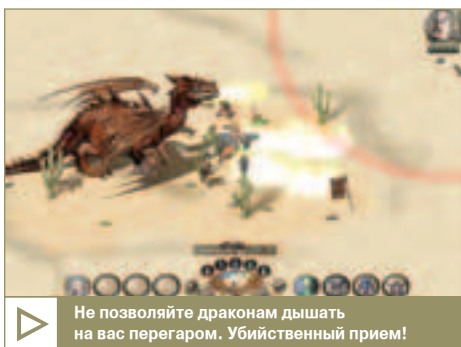 Не позволяйте драконам дышать
на вас перегаром. Убийственный прием!